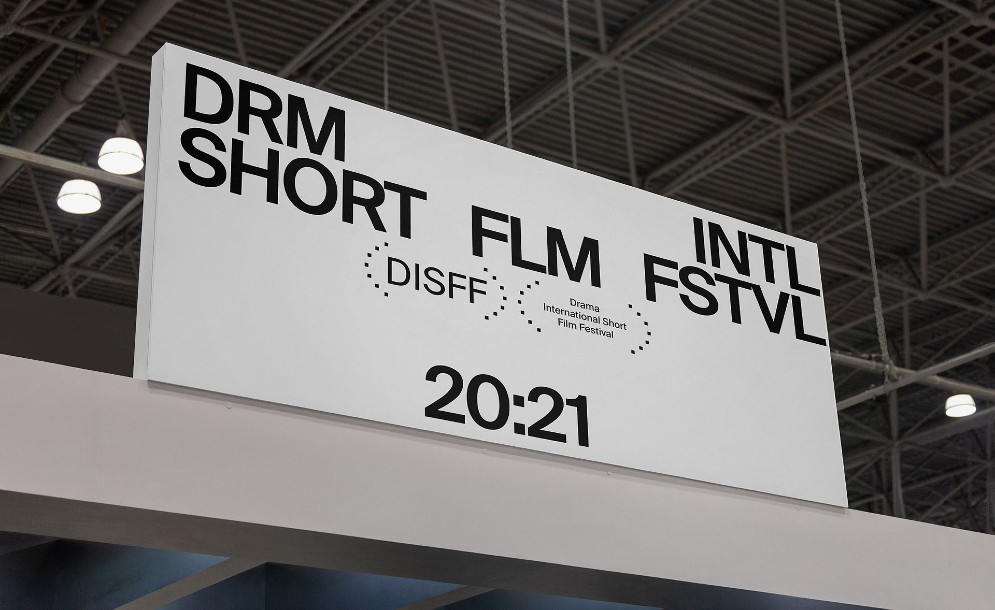 DRM
INTL
SHORT FLM FSTVL
DISFF
Drama
International Short
Film Festival
20:21